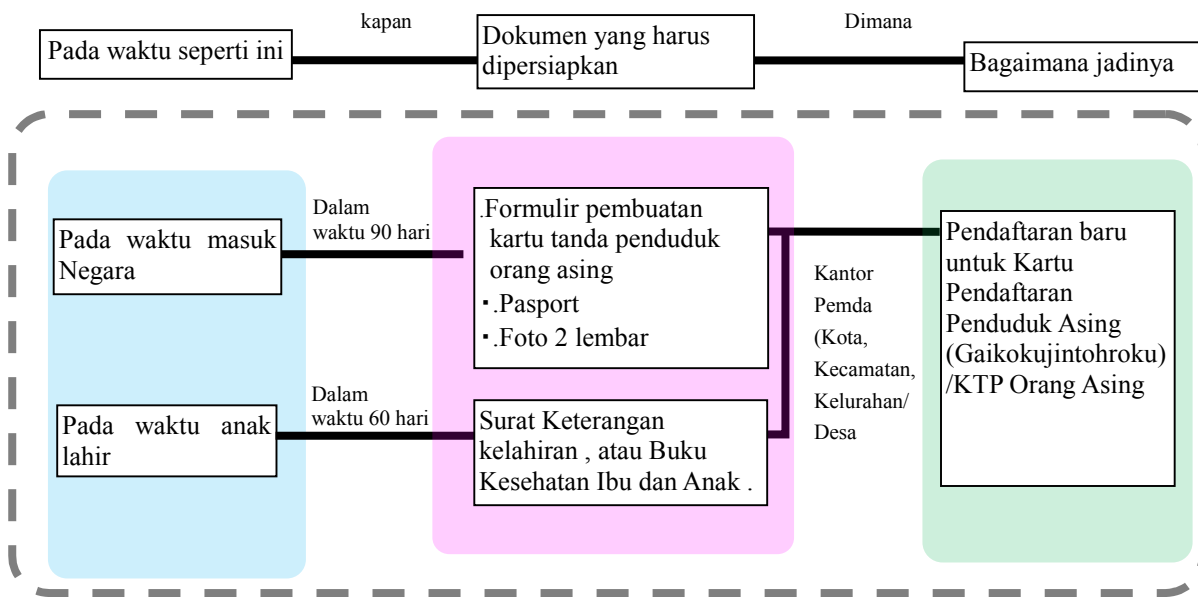 kapan
Dimana
Pada waktu seperti ini
Dokumen yang harus
dipersiapkan
Bagaimana jadinya
Pada waktu masuk
Negara
Dalam
waktu 90 hari
.Formulir pembuatan
kartu tanda penduduk
orang asing
・.Pasport
・.Foto 2 lembar
Pada waktu anak
lahir
Dalam
waktu 60 hari
Surat Keterangan
kelahiran , atau Buku
Kesehatan Ibu dan Anak .
Kantor
Pemda
(Kota,
Kecamatan,
Kelurahan/
Desa
Pendaftaran baru
untuk Kartu
Pendaftaran
Penduduk Asing
(Gaikokujintohroku)
/KTP Orang Asing